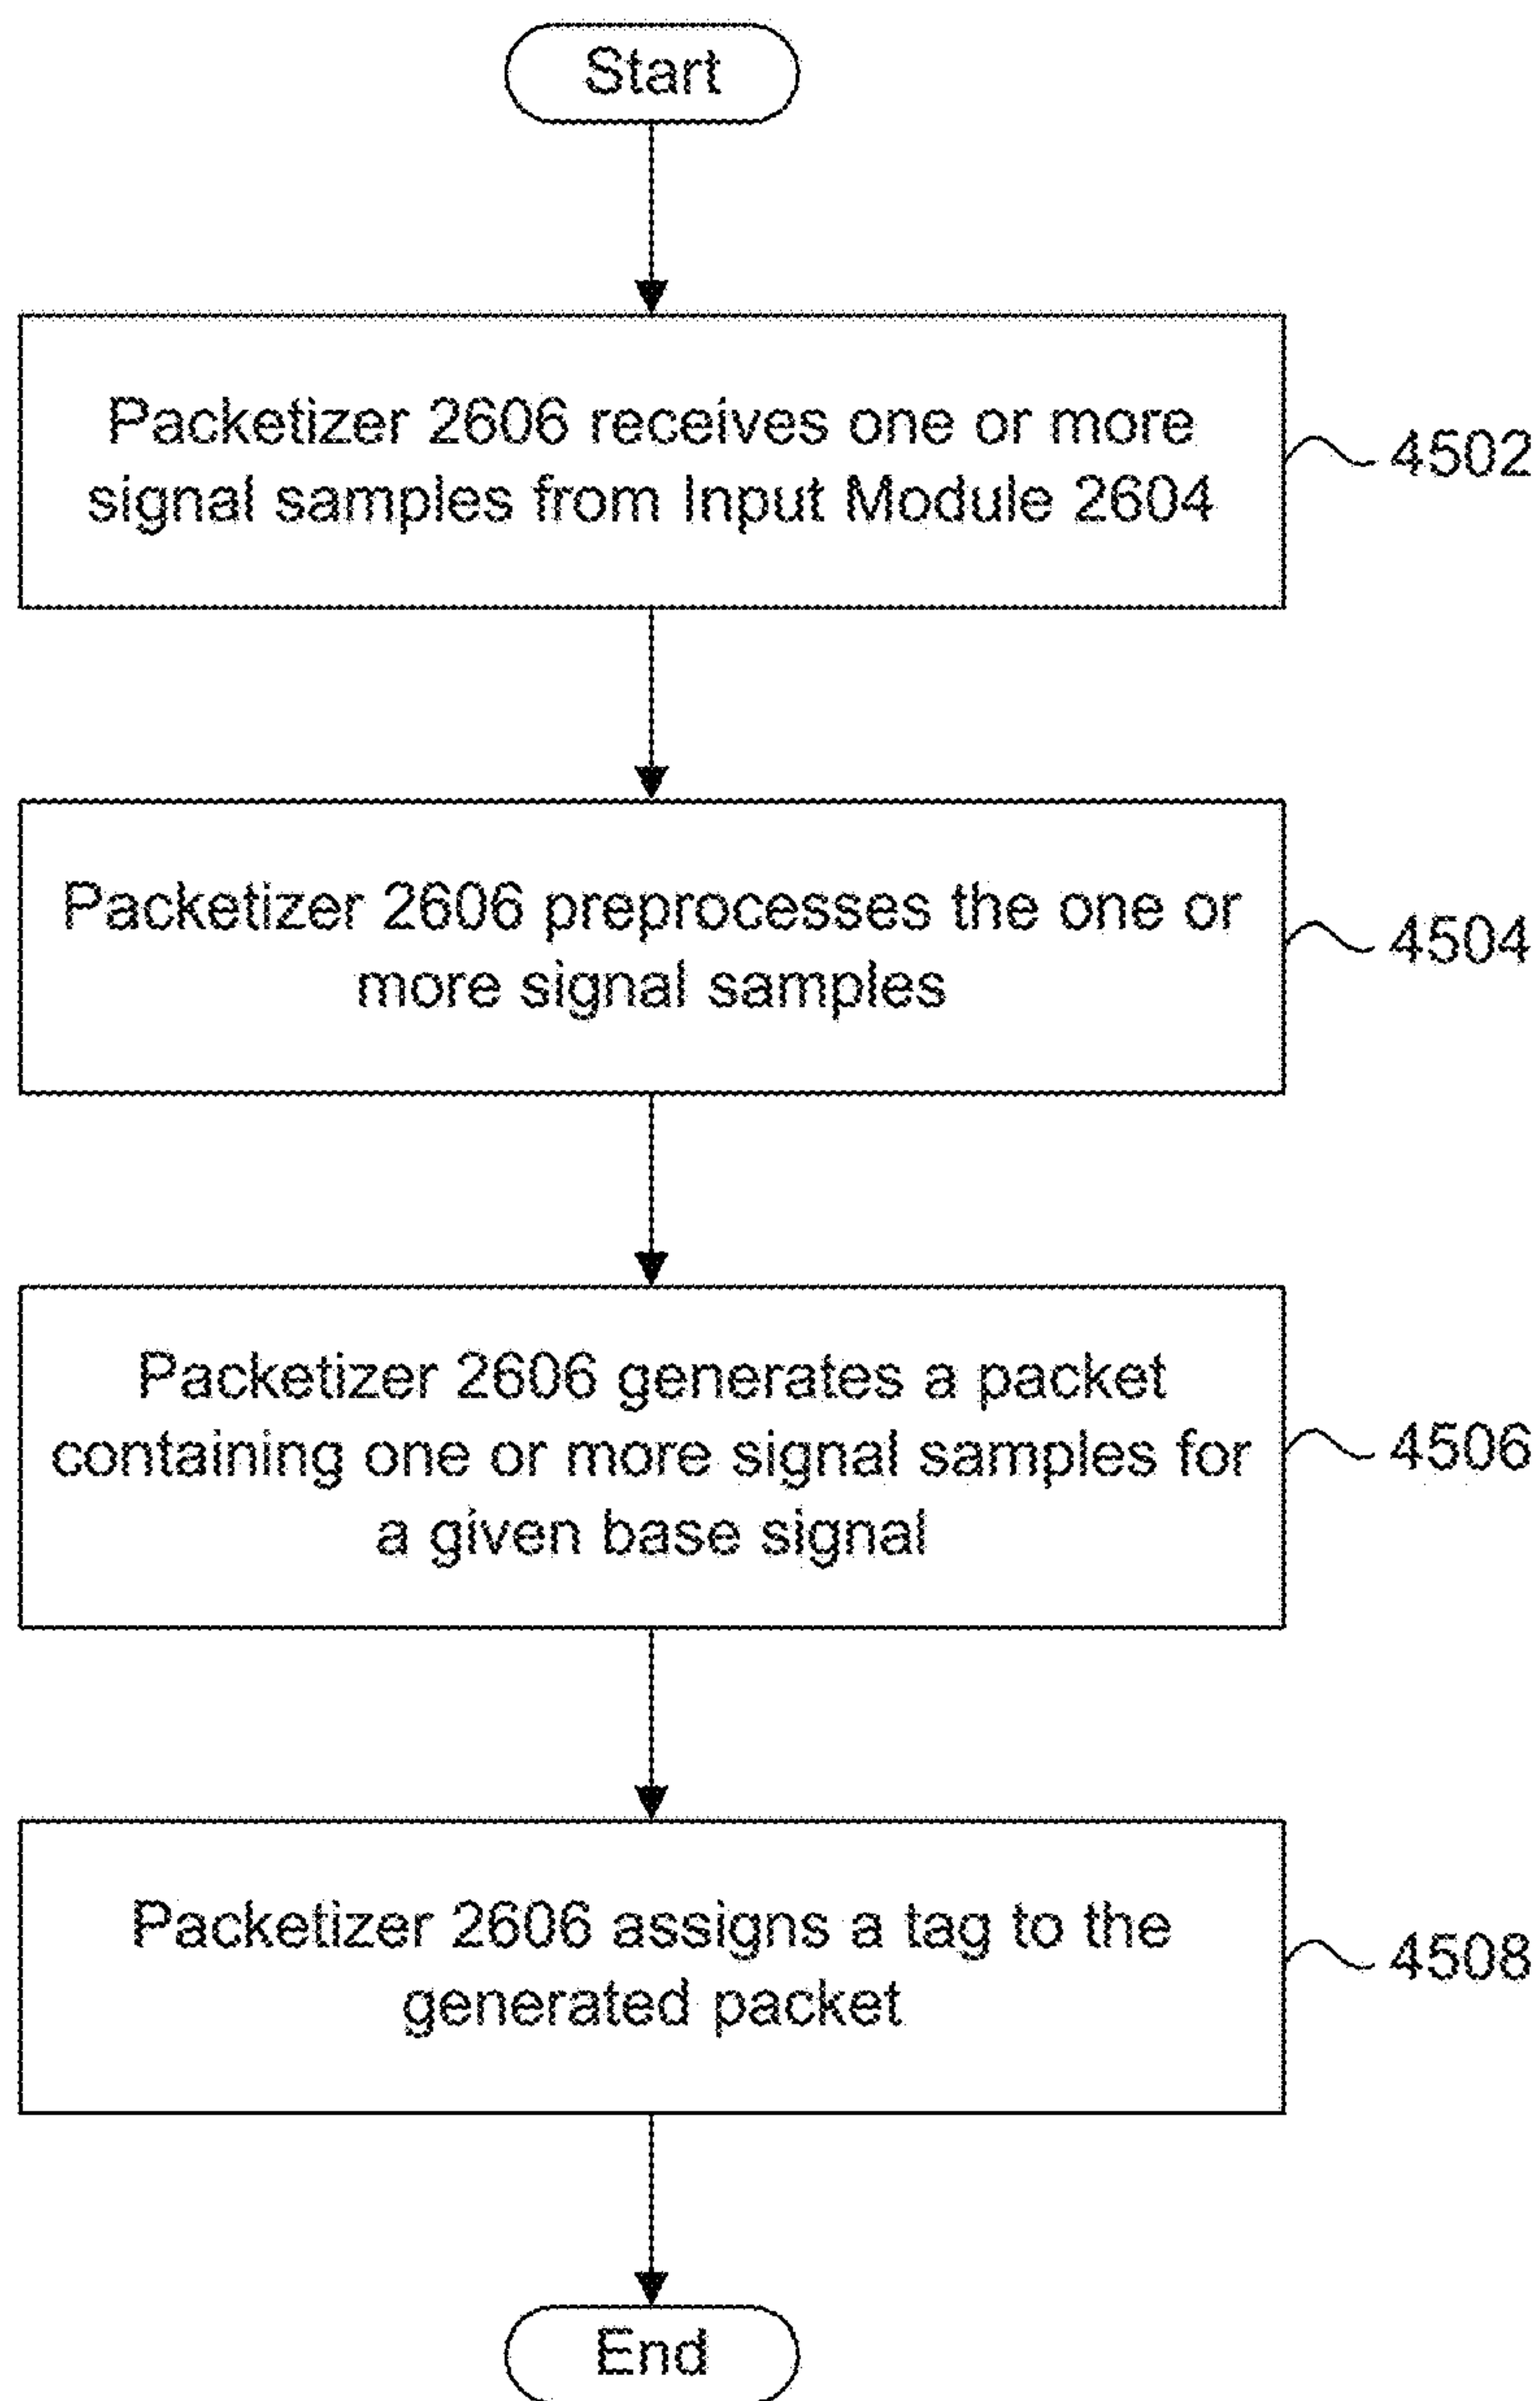 Start
Packetizer 2606 receives one or more
signal samples from Input Module 2604
4502
Packetizer 2606 preprocesses the one or
more signal samples
4504
Packetizer 2606 generates a packet
containing one or more signal samples for
a given base signal
4506
Packetizer 2606 assigns a tag to the
generated packet
4508
End